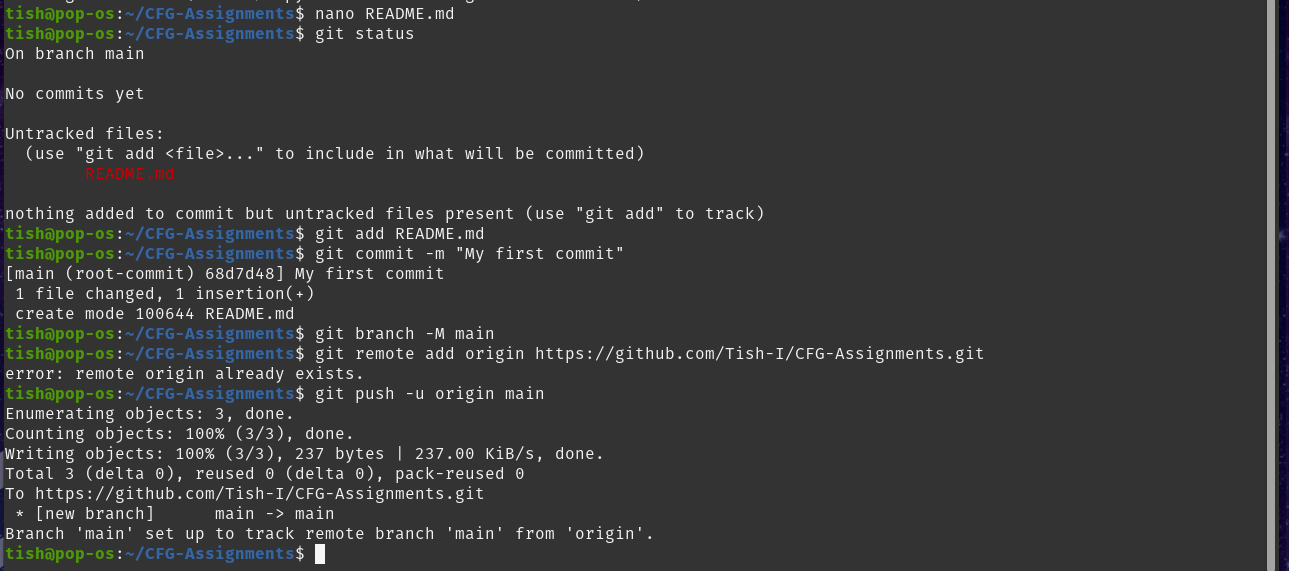 tish@pop-os:~/CFG-Assignments$ nano README.md
tish@pop-os:~/CFG-Assignments$ git status
On branch main
No commits yet
Untracked files:
  (use "git add <file>..." to include in what will be committed)
        README.md
nothing added to commit but untracked files present (use "git add" to track)
tish@pop-os:~/CFG-Assignments$ git add README.md
tish@pop-os:~/CFG-Assignments$ git commit -m "My first commit"
[main (root-commit) 68d7d48] My first commit
 1 file changed, 1 insertion(+)
 create mode 100644 README.md
tish@pop-os:~/CFG-Assignments$ git branch -M main
tish@pop-os:~/CFG-Assignments$ git remote add origin https://github.com/Tish-I/CFG-Assignments.git
error: remote origin already exists.
tish@pop-os:~/CFG-Assignments$ git push -u origin main
Enumerating objects: 3, done.
Counting objects: 100% (3/3), done.
Writing objects: 100% (3/3), 237 bytes | 237.00 KiB/s, done.
Total 3 (delta 0), reused 0 (delta 0), pack-reused 0
To https://github.com/Tish-I/CFG-Assignments.git
 * [new branch]      main -> main
Branch 'main' set up to track remote branch 'main' from 'origin'.
tish@pop-os:~/CFG-Assignments$